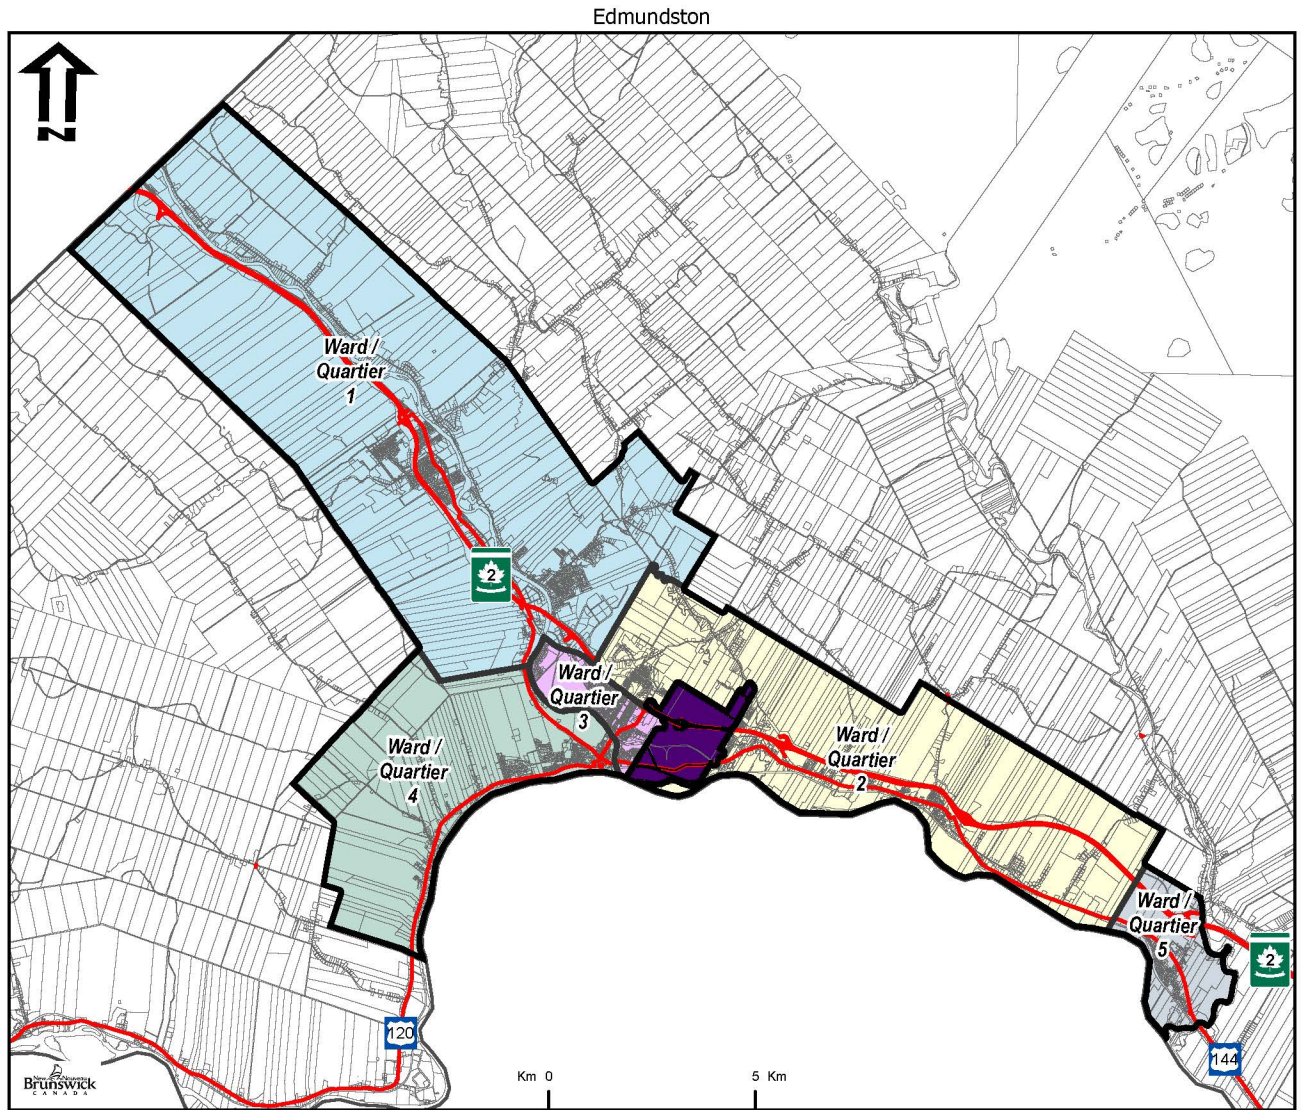 Edmundston
N
Ward /
Quartier
1
2
Ward /
Quartier
3
Ward /
Quartier
4
Ward /
Quartier
2
Ward /
Quartier
5
2
120
144
New Nouveau
Brunswick
CANADA
Km 0 5 Km